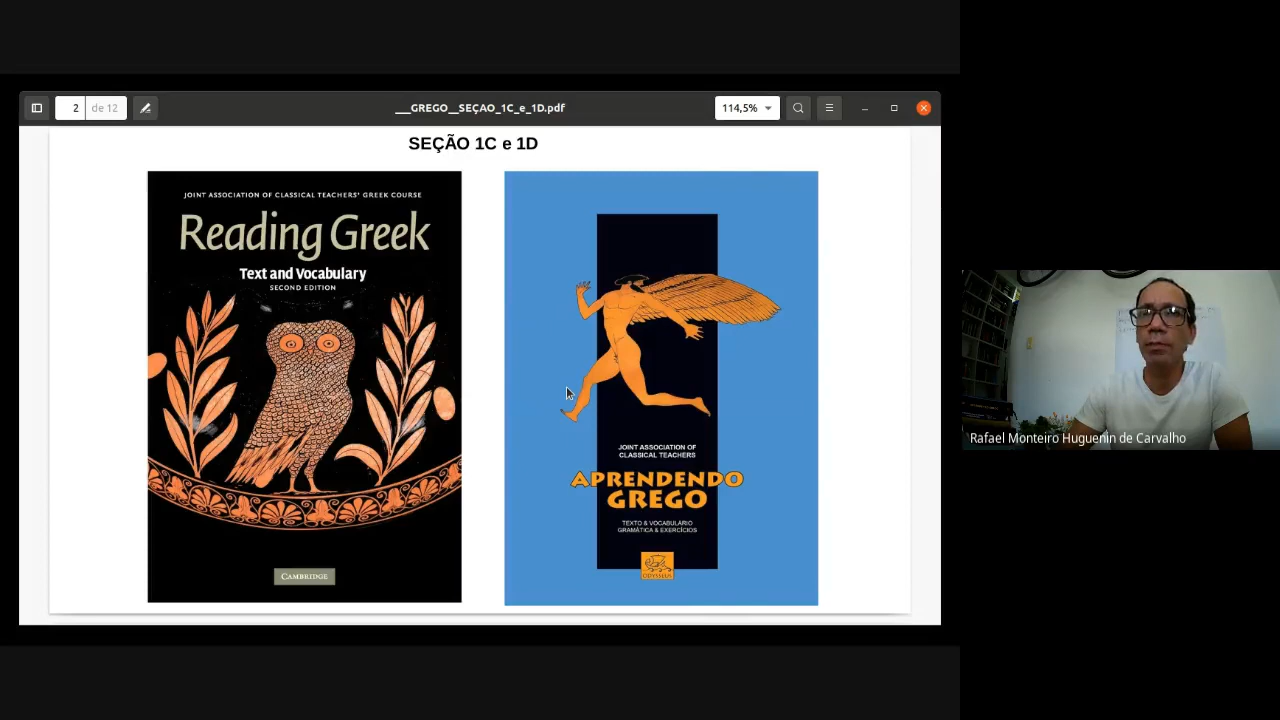 2
de 12
___GREGO__SEÇAO_1C_e_1D.pdf
114,5%
SEÇÃO 1C e 1D
JOINT ASSOCIATION OF CLASSICAL TEACHERS' GREEK COURSE
Reading Greek
Text and Vocabulary
SECOND EDITION
CAMBRIDGE
JOINT ASSOCIATION OF
CLASSICAL TEACHERS
APRENDENDO
GREGO
TEXTO & VOCABULÁRIO
GRAMÁTICA & EXERCÍCIOS
ODYSSEUS
Rafael Monteiro Huguenin de Carvalho